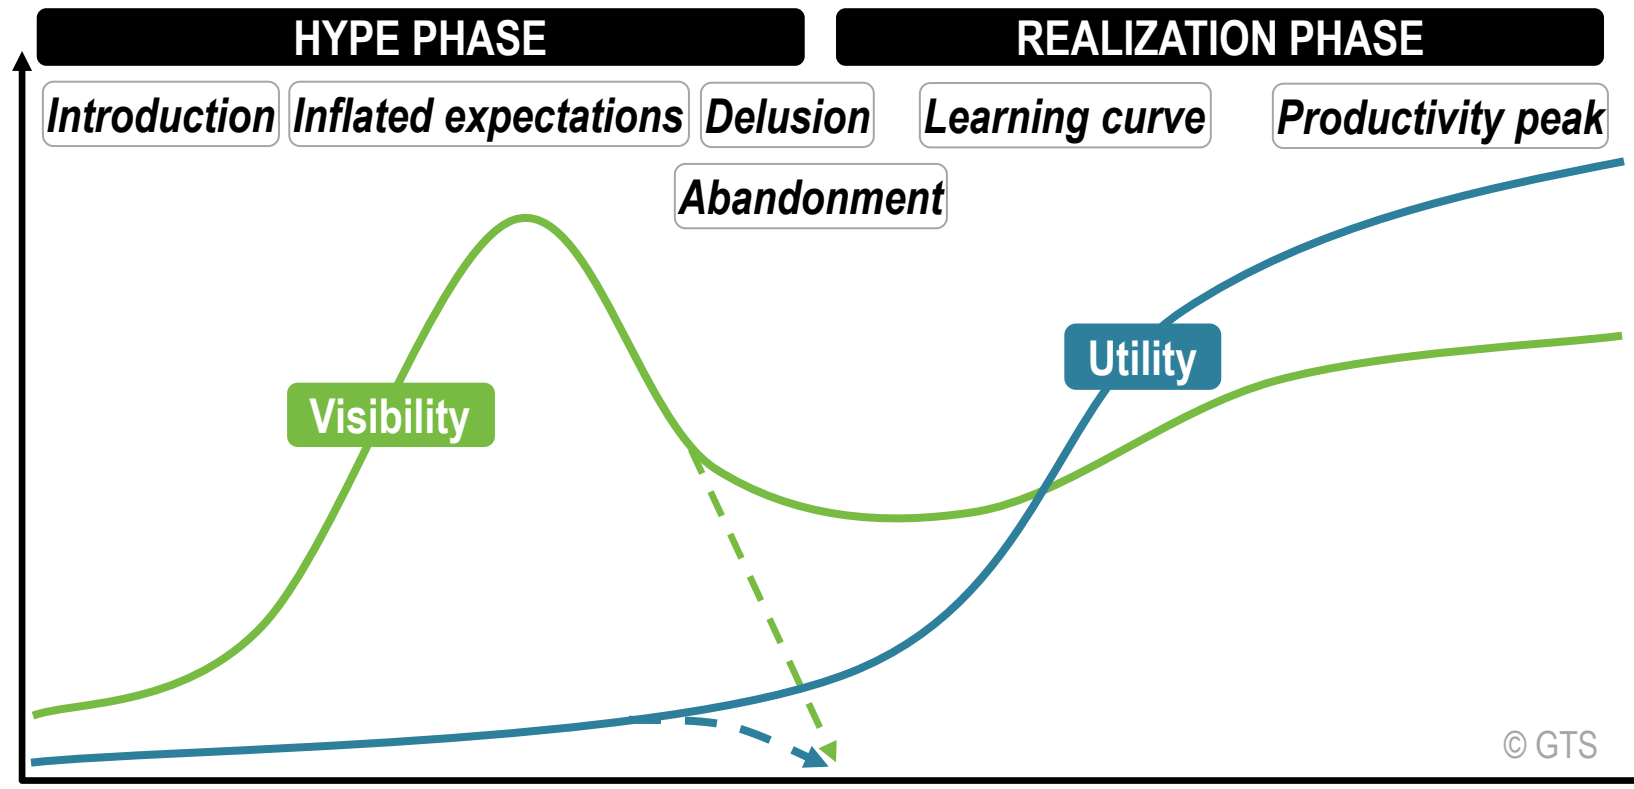 HYPE PHASE
REALIZATION PHASE
Introduction
Inflated expectations
Delusion
Learning curve
Productivity peak
Abandonment
Utility
Visibility
© GTS